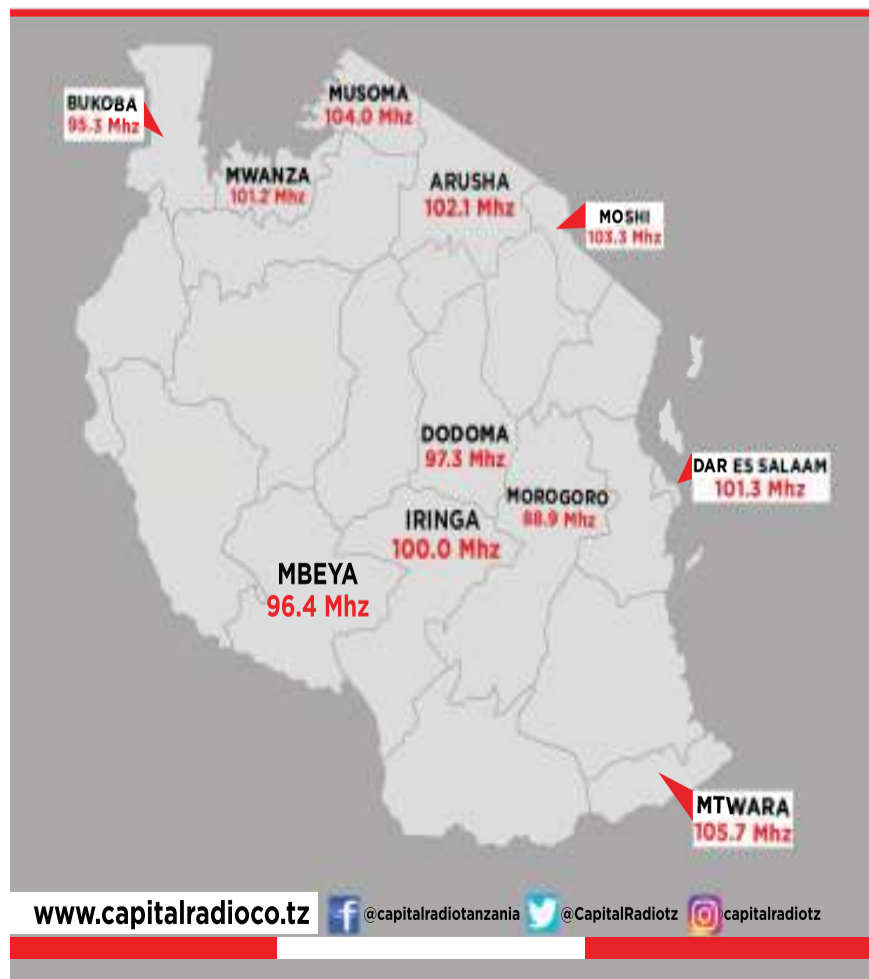 MUSOMA
104.0 Mhz
BUKOBA
95.3 Mhz
MWANZA
101.2 Mhz
ARUSHA
102.1 Mhz
MOSHI
103.3 Mhz
DODOMA
97.3 Mhz
DAR ES SALAAM
101.3 Mhz
MOROGORO
88.9 Mhz
IRINGA
100.0 Mhz
MBEYA
96.4 Mhz
MTWARA
105.7 Mhz
www.capitalradioco.tz
@capitalradiotanzania
@CapitalRadiotz
capitalradiotz